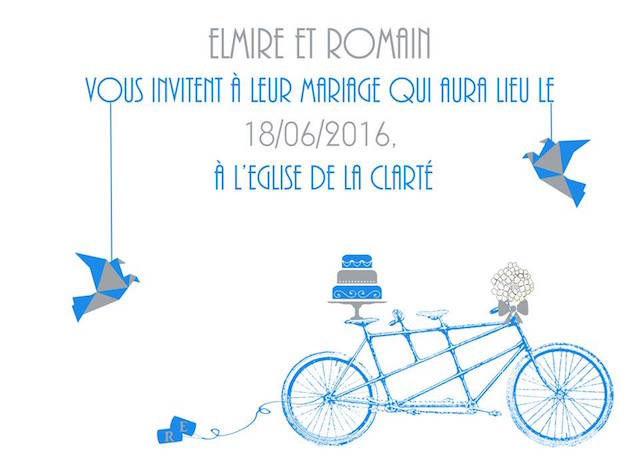 ELMIRE ET ROMAIN
VOUS INVITENT À LEUR MARIAGE QUI AURA LIEU LE
18/06/2016,
À L'EGLISE DE LA CLARTÉ
R E